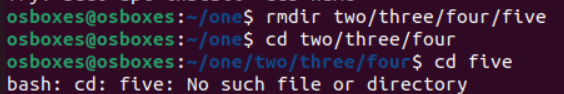 osboxes@osboxes:~/one$ rmdir two/three/four/five
osboxes@osboxes:~/one$ cd two/three/four
osboxes@osboxes:~/one/two/three/four$ cd five
bash: cd: five: No such file or directory